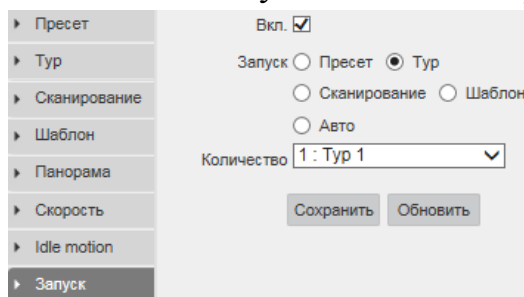 Пресет
Тур
Сканирование
Шаблон
Панорама
Скорость
Idle motion
Запуск
Вкл.
Запуск Пресет Тур
Сканирование Шаблон
Авто
Количество 1 : Тур 1
Сохранить Обновить